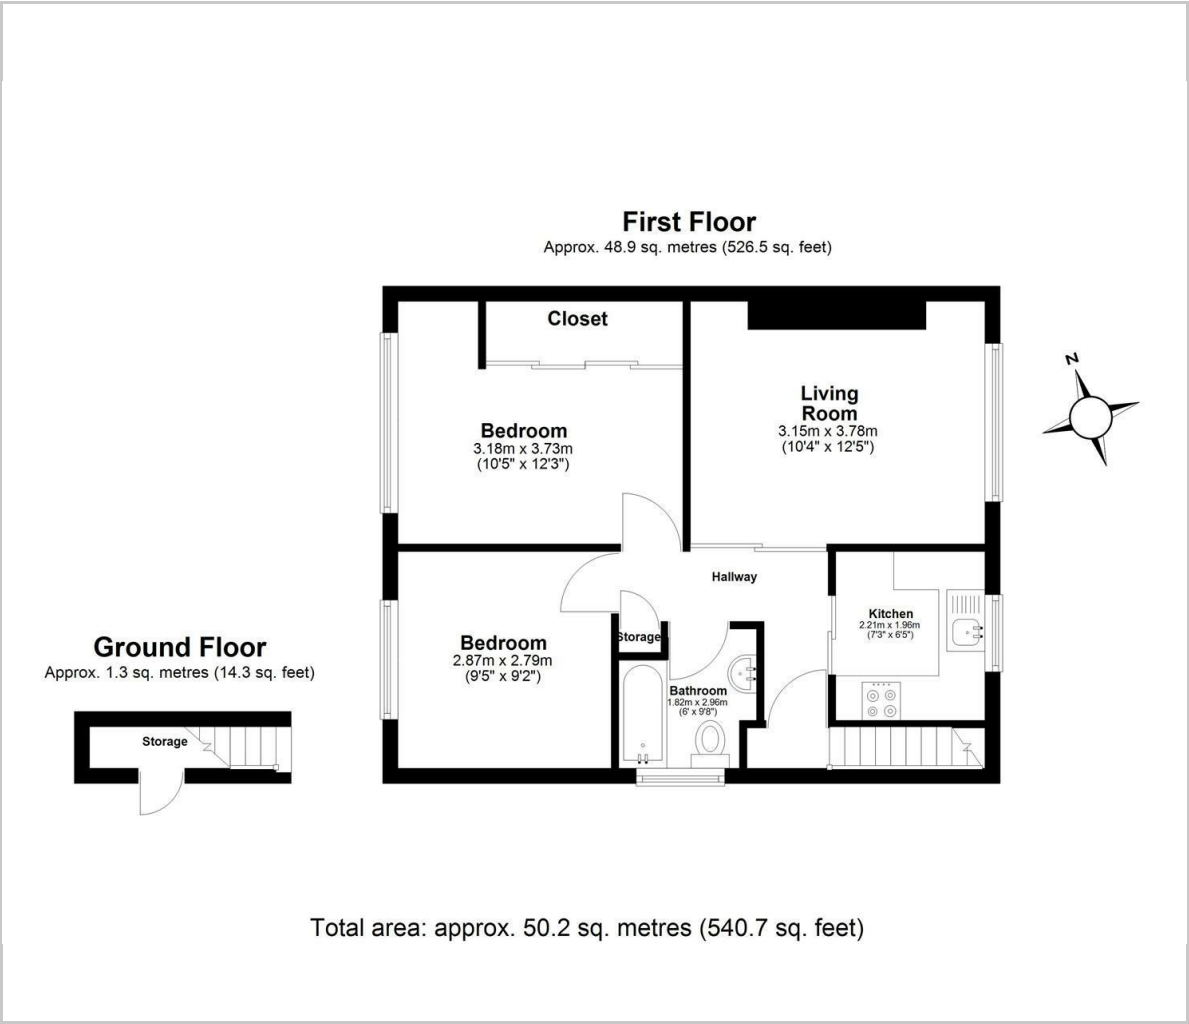 First Floor
Approx. 48.9 sq. metres (526.5 sq. feet)
Closet
Bedroom
3.18m x 3.73m
(10'5" x 12'3")
Living
Room
3.15m x 3.78m
(10'4" x 12'5")
N
Hallway
Kitchen
2.21m x 1.96m
(7'3" x 6'5")
Storage
Bedroom
2.87m x 2.79m
(9'5" x 9'2")
Bathroom
1.82m x 2.96m
(6' x 9'8")
Ground Floor
Approx. 1.3 sq. metres (14.3 sq. feet)
Storage
Total area: approx. 50.2 sq. metres (540.7 sq. feet)